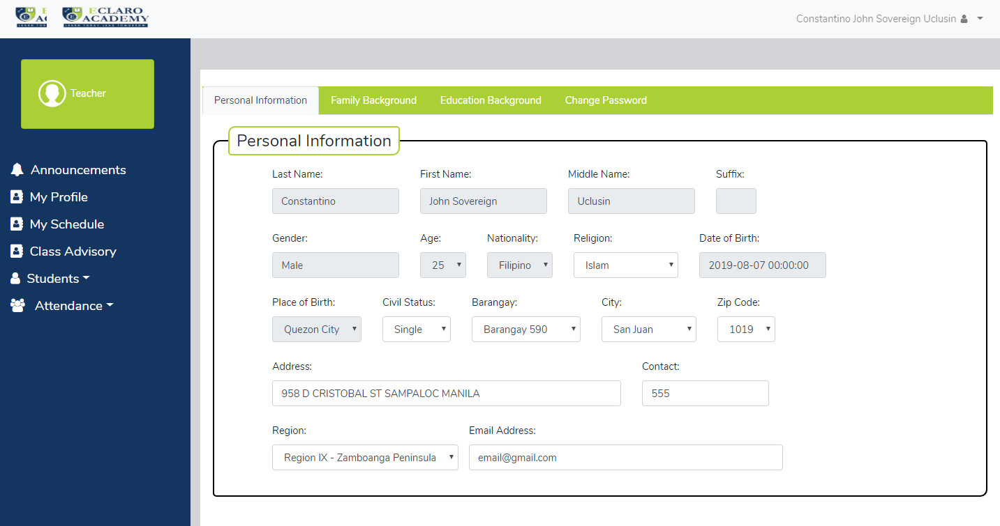 ECLARO
ACADEMY
LEARN TODAY LEAD TOMORROW.
Constantino John Sovereign Uclusin
Teacher
Announcements
My Profile
My Schedule
Class Advisory
Students
Attendance
Personal Information Family Background Education Background Change Password
Personal Information
Last Name: First Name: Middle Name: Suffix:
Constantino John Sovereign Uclusin
Gender: Age: Nationality: Religion: Date of Birth:
Male 25 Filipino Islam 2019-08-07 00:00:00
Place of Birth: Civil Status: Barangay: City: Zip Code:
Quezon City Single Barangay 590 San Juan 1019
Address: Contact:
958 D CRISTOBAL ST SAMPALOC MANILA 555
Region: Email Address:
Region IX - Zamboanga Peninsula email@gmail.com